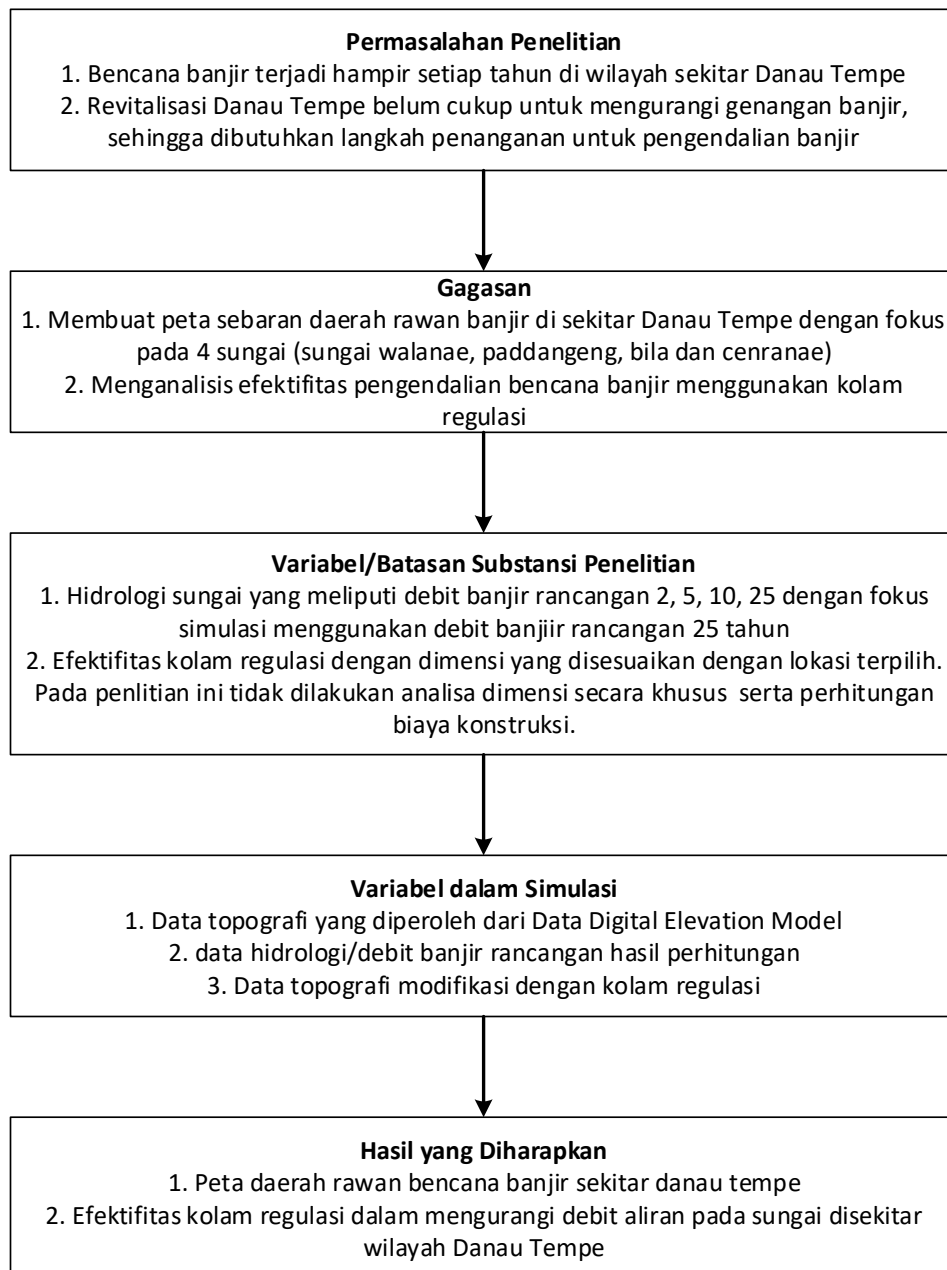 Permasalahan Penelitian
1. Bencana banjir terjadi hampir setiap tahun di wilayah sekitar Danau Tempe
2. Revitalisasi Danau Tempe belum cukup untuk mengurangi genangan banjir,
sehingga dibutuhkan langkah penanganan untuk pengendalian banjir
Gagasan
1. Membuat peta sebaran daerah rawan banjir di sekitar Danau Tempe dengan fokus
pada 4 sungai (sungai walanae, paddangeng, bila dan cenranae)
2. Menganalisis efektifitas pengendalian bencana banjir menggunakan kolam
regulasi
Variabel/Batasan Substansi Penelitian
1. Hidrologi sungai yang meliputi debit banjir rancangan 2, 5, 10, 25 dengan fokus
simulasi menggunakan debit banjiir rancangan 25 tahun
2. Efektifitas kolam regulasi dengan dimensi yang disesuaikan dengan lokasi terpilih.
Pada penlitian ini tidak dilakukan analisa dimensi secara khusus serta perhitungan
biaya konstruksi.
Variabel dalam Simulasi
1. Data topografi yang diperoleh dari Data Digital Elevation Model
2. data hidrologi/debit banjir rancangan hasil perhitungan
3. Data topografi modifikasi dengan kolam regulasi
Hasil yang Diharapkan
1. Peta daerah rawan bencana banjir sekitar danau tempe
2. Efektifitas kolam regulasi dalam mengurangi debit aliran pada sungai disekitar
wilayah Danau Tempe